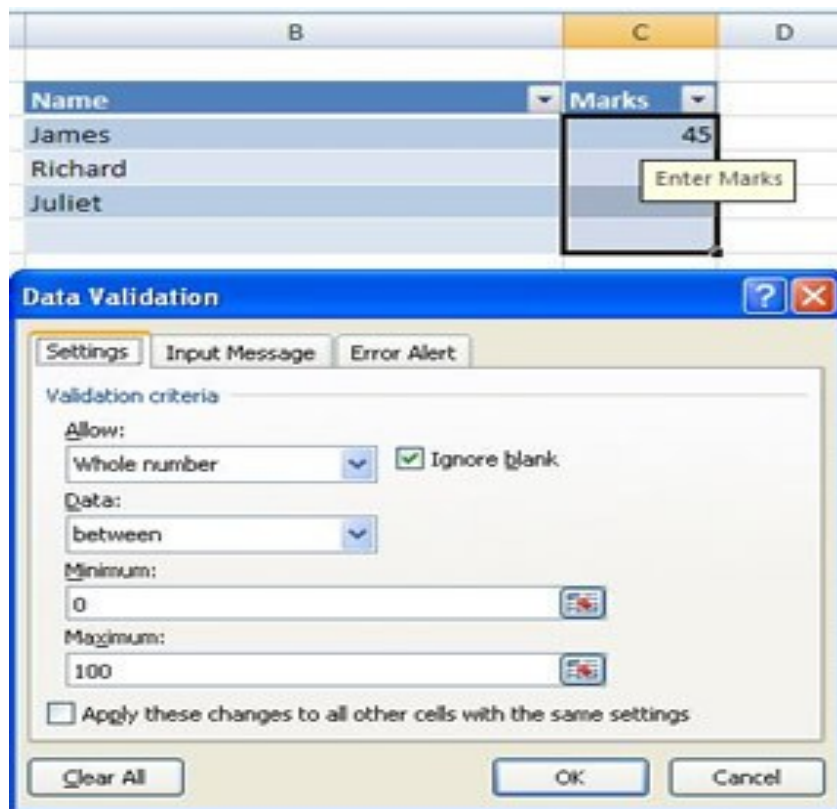 B C D
Name Marks
James 45
Richard
Enter Marks
Juliet
Data Validation
Settings Input Message Error Alert
Validation criteria
Allow:
Whole number Ignore blank
Data:
between
Minimum:
0
Maximum:
100
Apply these changes to all other cells with the same settings
Clear All OK Cancel